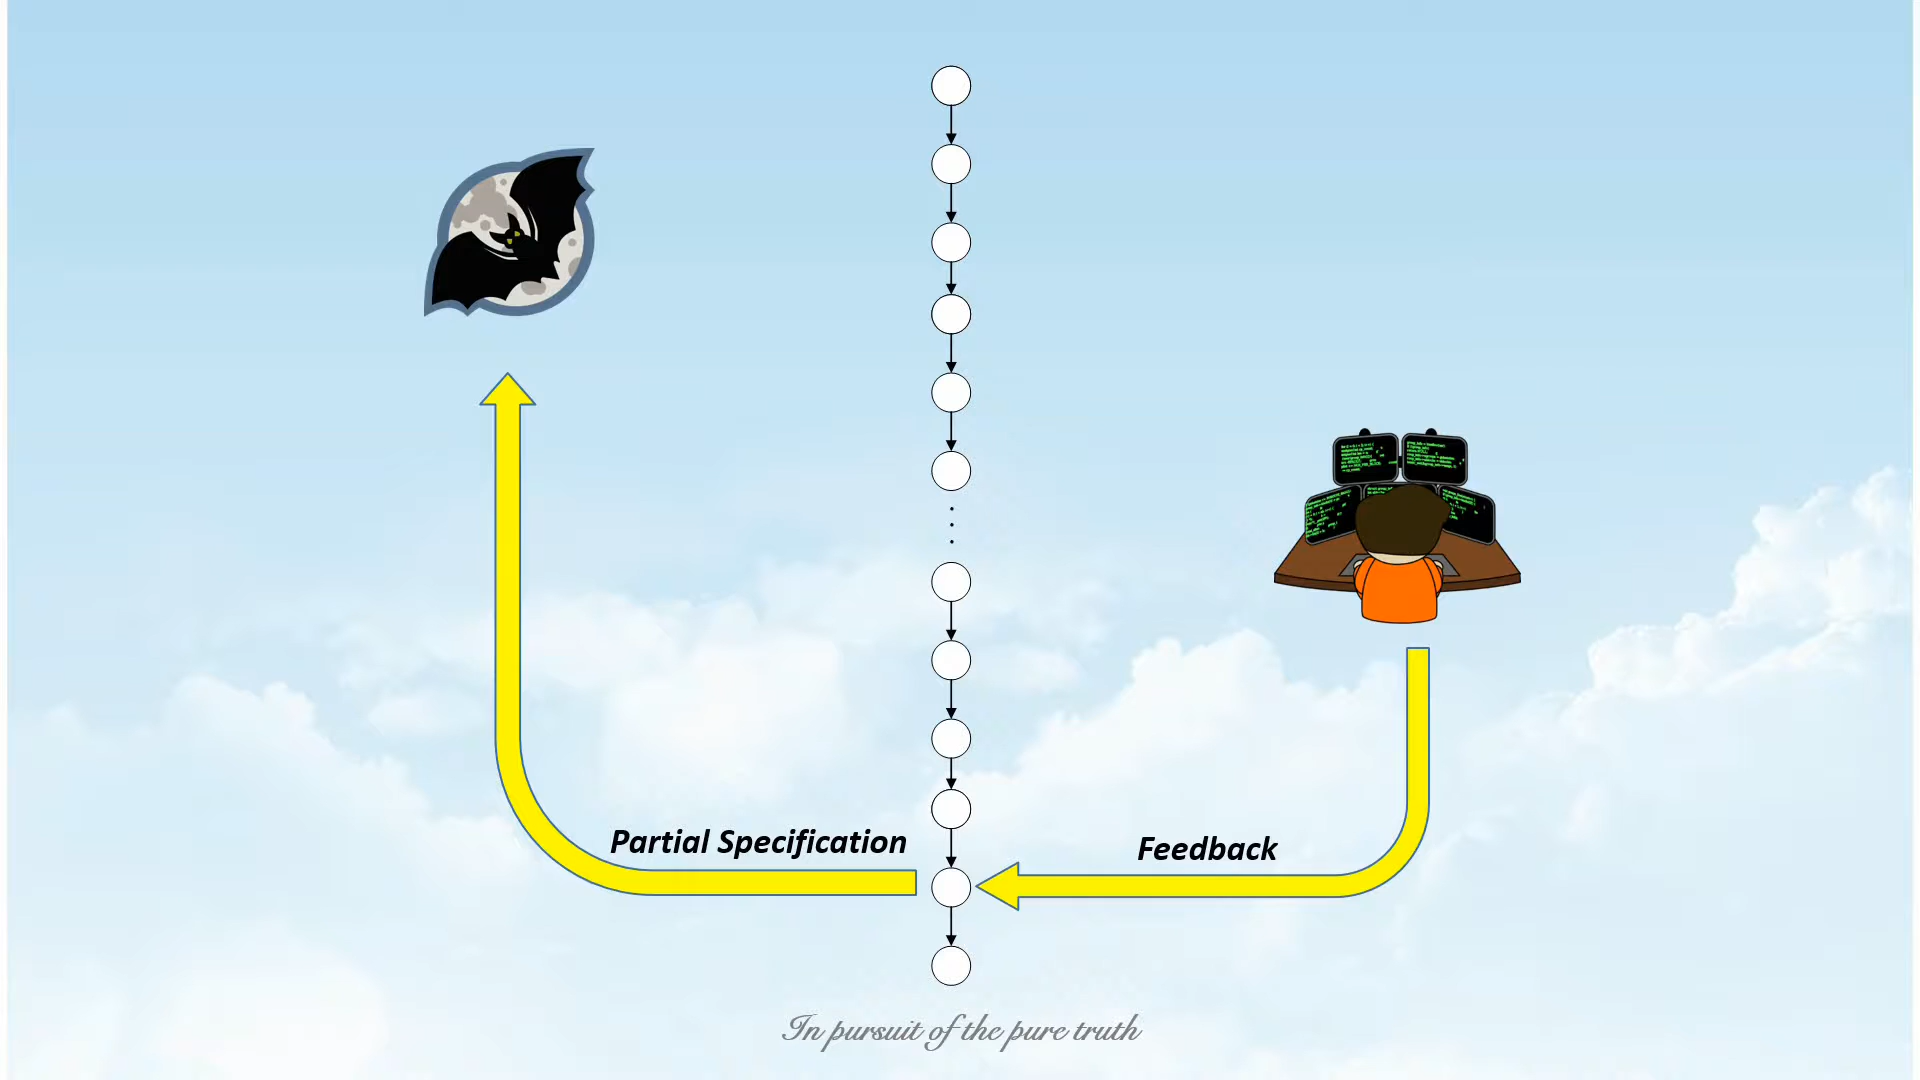 Partial Specification
Feedback
In pursuit of the pure truth